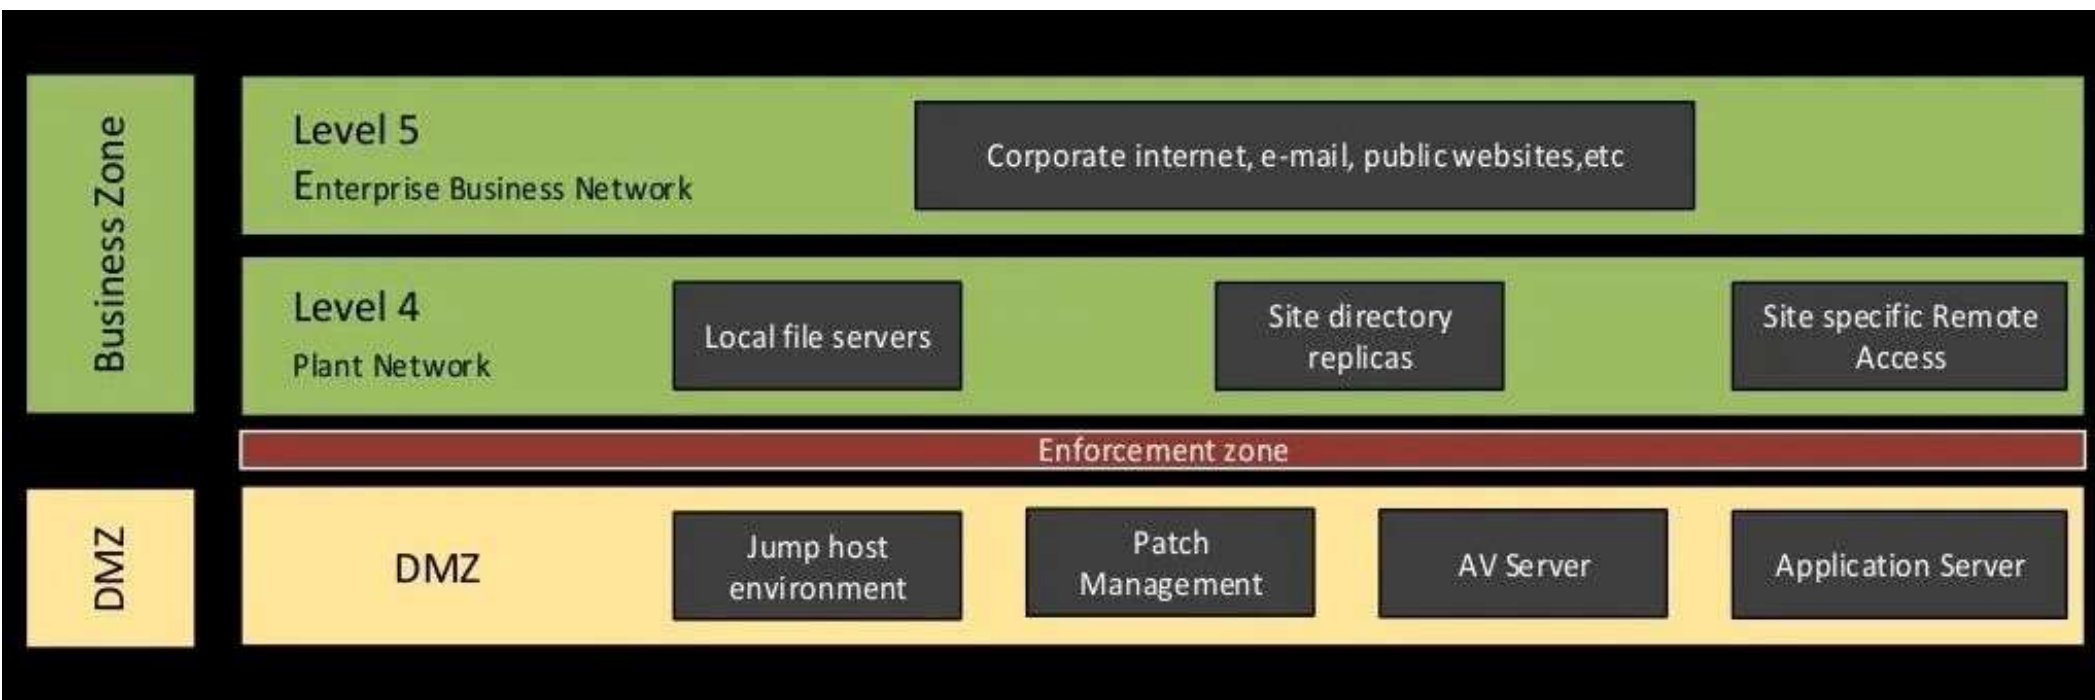 Business Zone
Level 5
Enterprise Business Network
Corporate internet, e-mail, public websites,etc
Level 4
Plant Network
Local file servers
Site directory
replicas
Site specific Remote
Access
Enforcement zone
DMZ
DMZ
Jump host
environment
Patch
Management
AV Server
Application Server